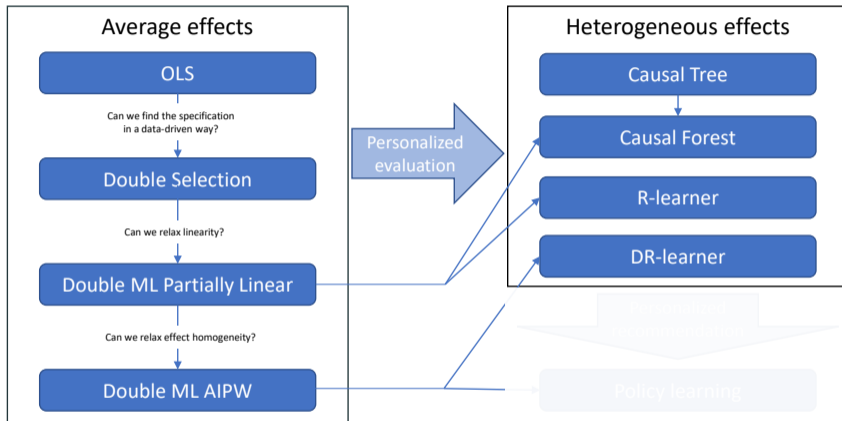 Average effects
OLS
Can we find the specification
in a data-driven way?
Double Selection
Can we relax linearity?
Double ML Partially Linear
Can we relax effect homogeneity?
Double ML AIPW
Personalized
evaluation
Heterogeneous effects
Causal Tree
Causal Forest
R-learner
DR-learner
Policy learning